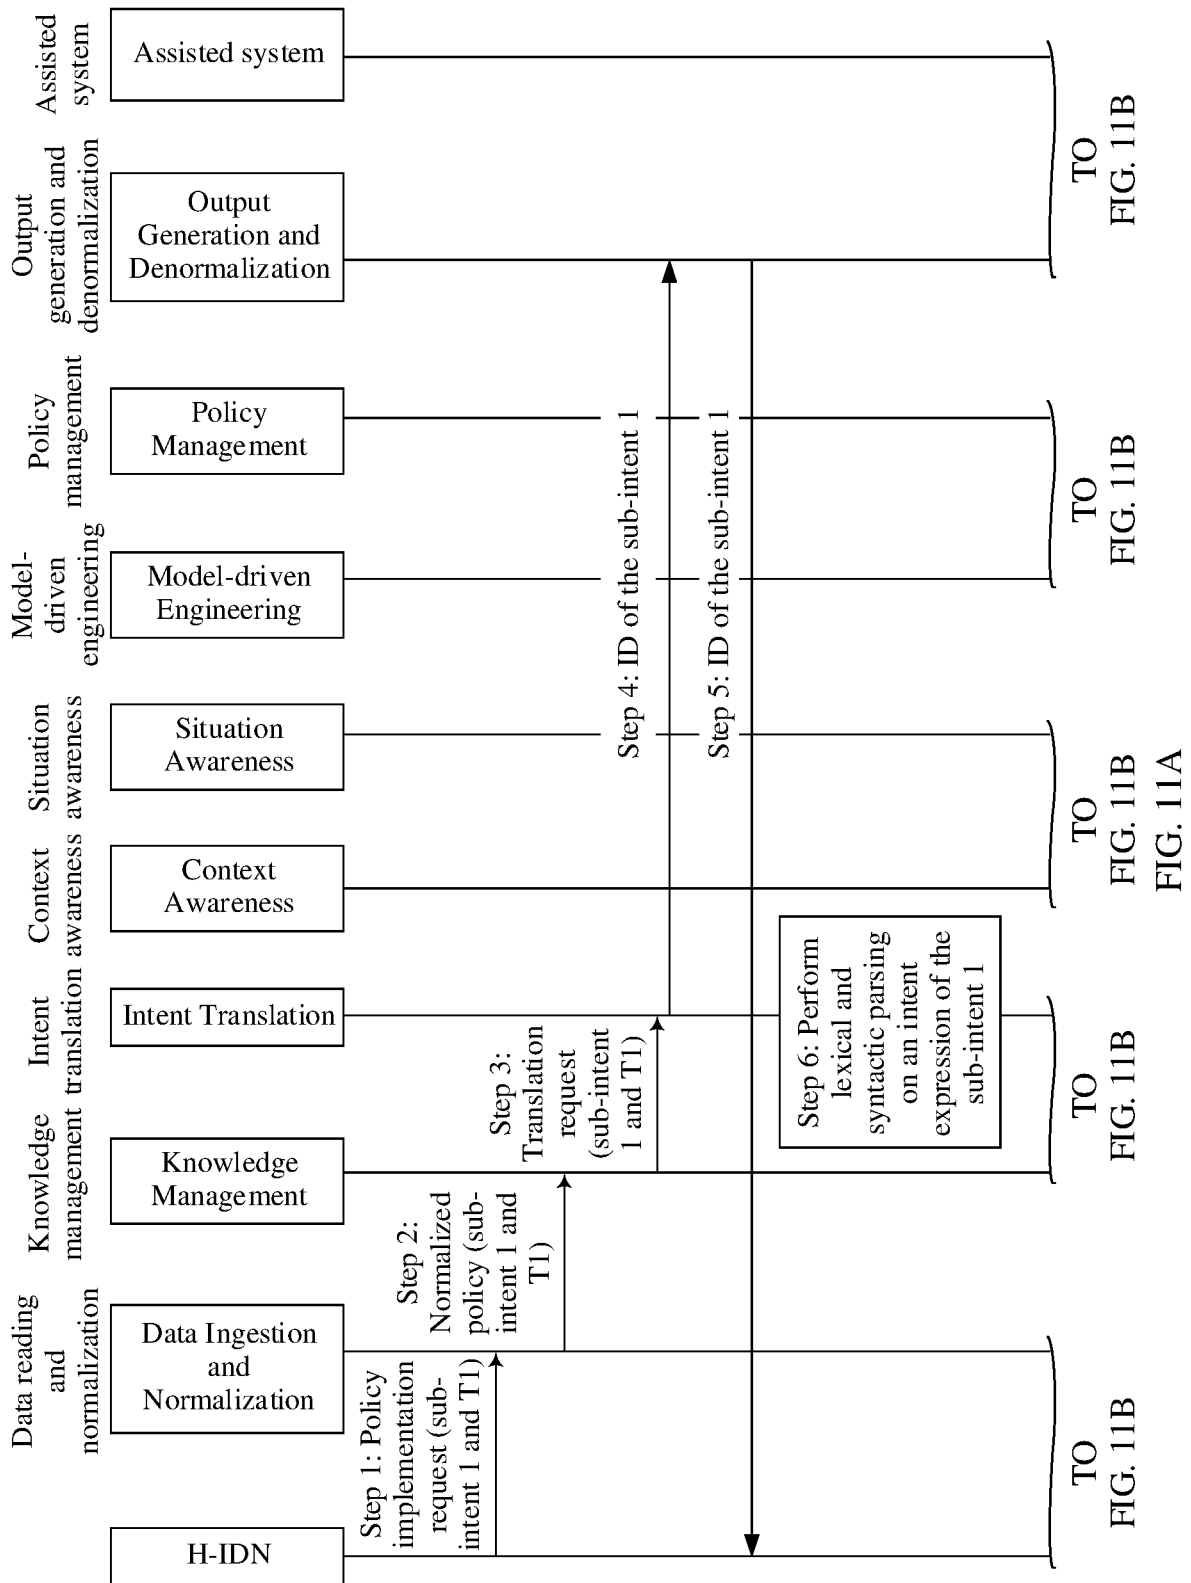 Data reading
and
normalization
Knowledge
management
Intent
translation
Context
awareness
Situation
awareness
Model-
driven
engineering
Policy
management
Output
generation and
denormalization
Assisted
system
H-IDN
Data Ingestion
and
Normalization
Knowledge
Management
Intent Translation
Context
Awareness
Situation
Awareness
Model-driven
Engineering
Policy
Management
Output
Generation and
Denormalization
Assisted system
Step 1: Policy
implementation
request (sub-
intent 1 and T1)
Step 2:
Normalized
policy (sub-
intent 1 and
T1)
Step 3:
Translation
request
(sub-intent
1 and T1)
Step 4: ID of the sub-intent 1
Step 5: ID of the sub-intent 1
Step 6: Perform
lexical and
syntactic parsing
on an intent
expression of the
sub-intent 1
TO
FIG. 11B
TO
FIG. 11B
TO
FIG. 11B
TO
FIG. 11B
TO
FIG. 11B
FIG. 11A